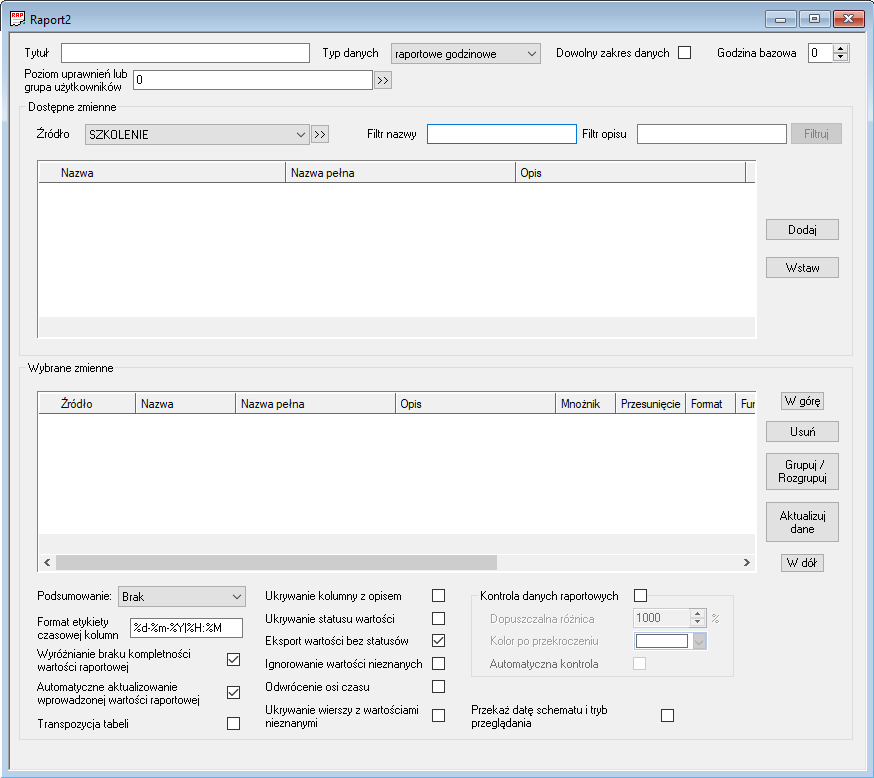 RAP
Raport2
Tytuł
Typ danych
raportowe godzinowe
Dowolny zakres danych
Godzina bazowa
0
Poziom uprawnień lub
grupa użytkowników
0
>>
Dostępne zmienne
Źródło
SZKOLENIE
>>
Filtr nazwy
Filtr opisu
Filtruj
Nazwa
Nazwa pełna
Opis
Dodaj
Wstaw
Wybrane zmienne
Źródło
Nazwa
Nazwa pełna
Opis
Mnożnik
Przesunięcie
Format
Fur
W górę
Usuń
Grupuj /
Rozgrupuj
Aktualizuj
dane
W dół
Podsumowanie:
Brak
Format etykiety
czasowej kolumn
%d-%m-%Y|%H:%M
Wyróżnianie braku kompletności
wartości raportowej
Automatyczne aktualizowanie
wprowadzonej wartości raportowej
Transpozycja tabeli
Ukrywanie kolumny z opisem
Ukrywanie statusu wartości
Eksport wartości bez statusów
Ignorowanie wartości nieznanych
Odwrócenie osi czasu
Ukrywanie wierszy z wartościami
nieznanymi
Kontrola danych raportowych
Dopuszczalna różnica
1000
%
Kolor po przekroczeniu
Automatyczna kontrola
Przekaż datę schematu i tryb
przeglądania